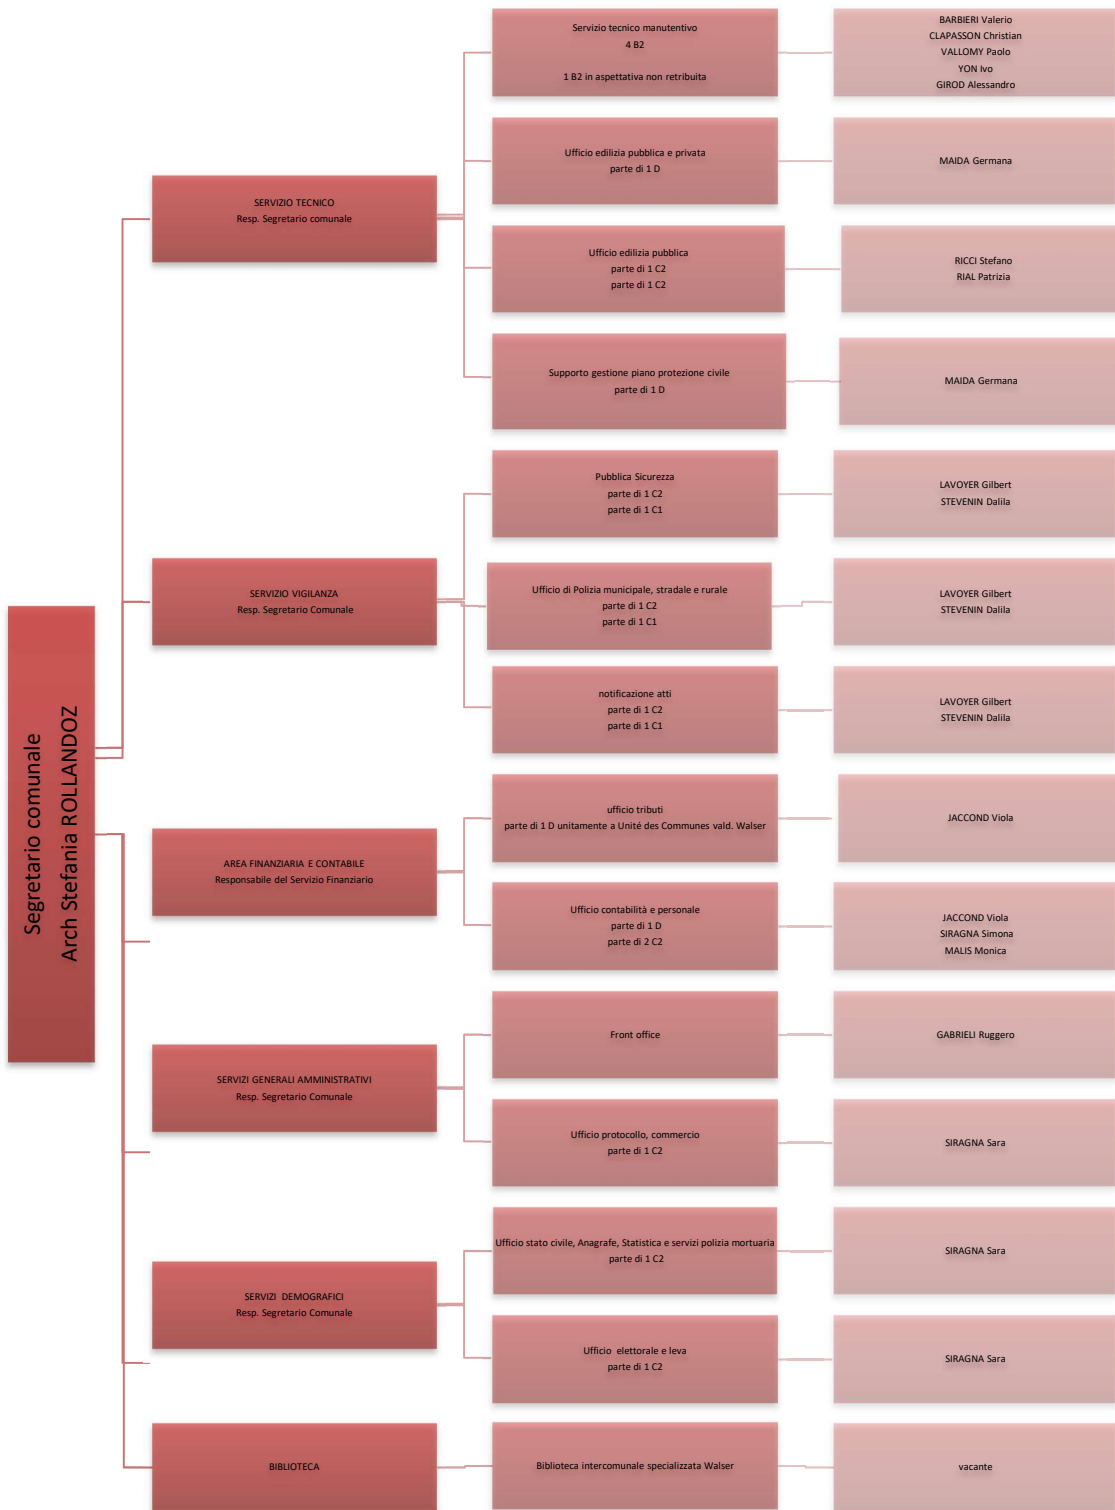 Segretario comunale
Arch Stefania ROLLANDOZ
SERVIZIO TECNICO
Resp. Segretario comunale
Servizio tecnico manutentivo
4 B2
1 B2 in aspettativa non retribuita
BARBIERI Valerio
CLAPASSON Christian
VALLOMY Paolo
YON Ivo
GIROD Alessandro
Ufficio edilizia pubblica e privata
parte di 1 D
MAIDA Germana
Ufficio edilizia pubblica
parte di 1 C2
parte di 1 C2
RICCI Stefano
RIAL Patrizia
Supporto gestione piano protezione civile
parte di 1 D
MAIDA Germana
SERVIZIO VIGILANZA
Resp. Segretario Comunale
Pubblica Sicurezza
parte di 1 C2
parte di 1 C1
LAVOYER Gilbert
STEVENIN Dalila
Ufficio di Polizia municipale, stradale e rurale
parte di 1 C2
parte di 1 C1
LAVOYER Gilbert
STEVENIN Dalila
notificazione atti
parte di 1 C2
parte di 1 C1
LAVOYER Gilbert
STEVENIN Dalila
AREA FINANZIARIA E CONTABILE
Responsabile del Servizio Finanziario
ufficio tributi
parte di 1 D unitamente a Unité des Communes vald. Walser
JACCOND Viola
Ufficio contabilità e personale
parte di 1 D
parte di 2 C2
JACCOND Viola
SIRAGNA Simona
MALIS Monica
SERVIZI GENERALI AMMINISTRATIVI
Resp. Segretario Comunale
Front office
GABRIELI Ruggero
Ufficio protocollo, commercio
parte di 1 C2
SIRAGNA Sara
SERVIZI DEMOGRAFICI
Resp. Segretario Comunale
Ufficio stato civile, Anagrafe, Statistica e servizi polizia mortuaria
parte di 1 C2
SIRAGNA Sara
Ufficio elettorale e leva
parte di 1 C2
SIRAGNA Sara
BIBLIOTECA
Biblioteca intercomunale specializzata Walser
vacante